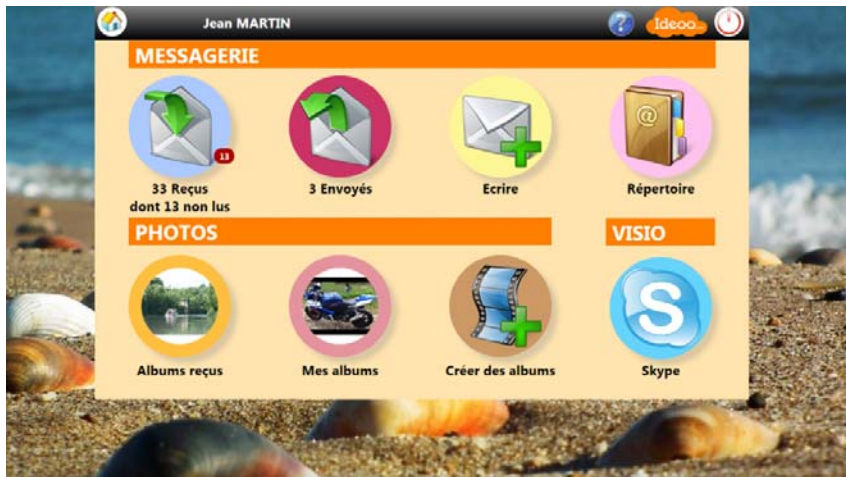 Jean MARTIN
? Ideoo...
MESSAGERIE
13
@
33 Reçus
dont 13 non lus
3 Envoyés
Ecrire
Répertoire
PHOTOS
VISIO
S
Albums reçus
Mes albums
Créer des albums
Skype